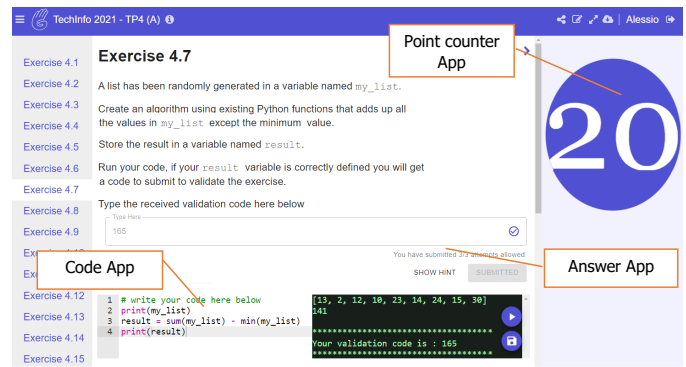 TechInfo 2021 - TP4 (A)
Alessio
Exercise 4.1
Exercise 4.2
Exercise 4.3
Exercise 4.4
Exercise 4.5
Exercise 4.6
Exercise 4.7
Exercise 4.8
Exercise 4.9
Exercise 4.12
Exercise 4.13
Exercise 4.14
Exercise 4.15
Exercise 4.7
A list has been randomly generated in a variable named my_list.
Create an algorithm using existing Python functions that adds up all
the values in my_list except the minimum value.
Store the result in a variable named result.
Run your code, if your result variable is correctly defined you will get
a code to submit to validate the exercise.
Type the received validation code here below
Type Here
165
You have submitted 3/3 attempts allowed.
SHOW HINT SUBMITTED
1 # write your code here below
2 print(my_list)
3 result = sum(my_list) - min(my_list)
4 print(result)
[13, 2, 12, 10, 23, 14, 24, 15, 30]
141
***********************************
Your validation code is : 165
***********************************
Point counter
App
20
Code App
Answer App